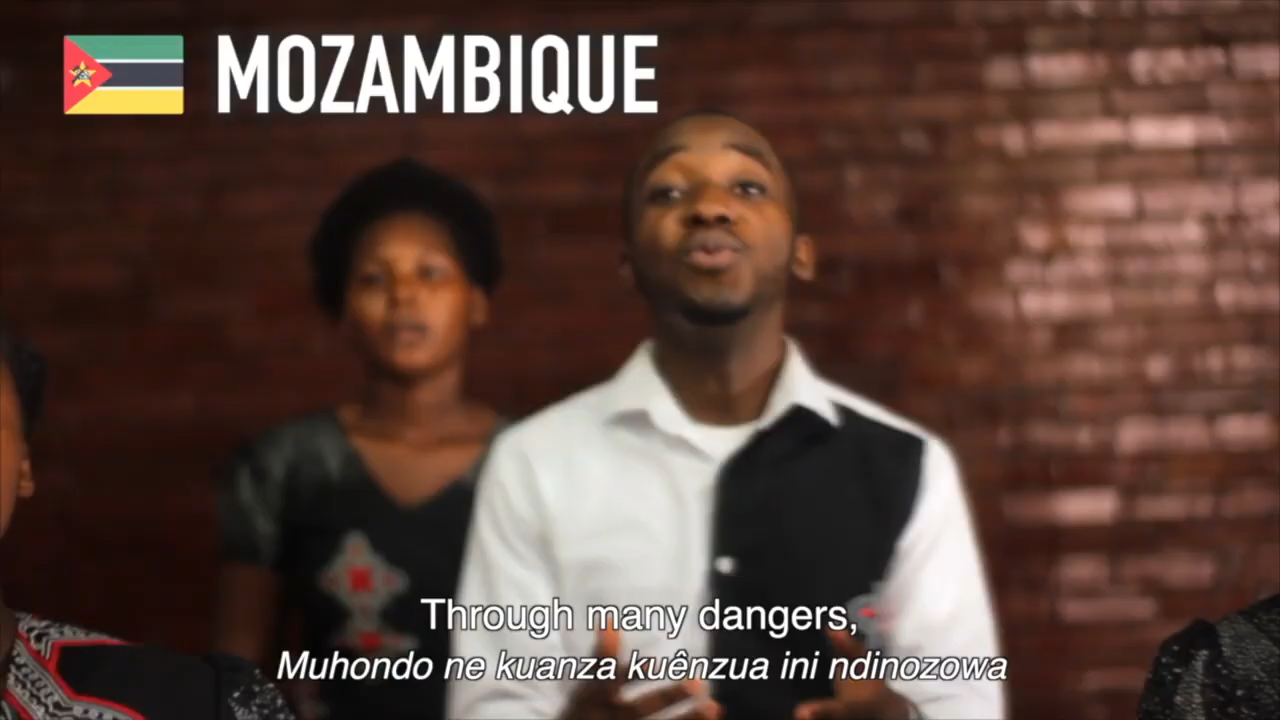 MOZAMBIQUE
Through many dangers,
Muhondo ne kuanza kuênzua ini ndinozowa